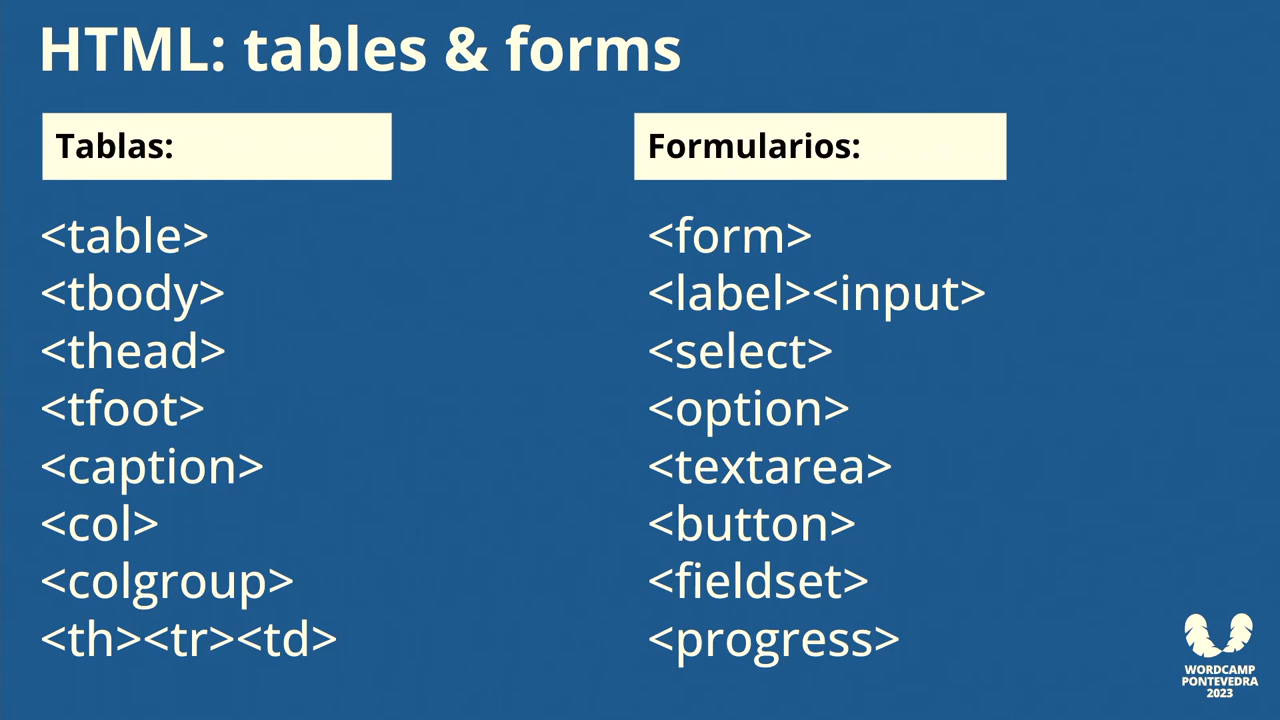 HTML: tables & forms
Tablas:
<table>
<tbody>
<thead>
<tfoot>
<caption>
<col>
<colgroup>
<th><tr><td>
Formularios:
<form>
<label><input>
<select>
<option>
<textarea>
<button>
<fieldset>
<progress>
WORDCAMP
PONTEVEDRA
2023